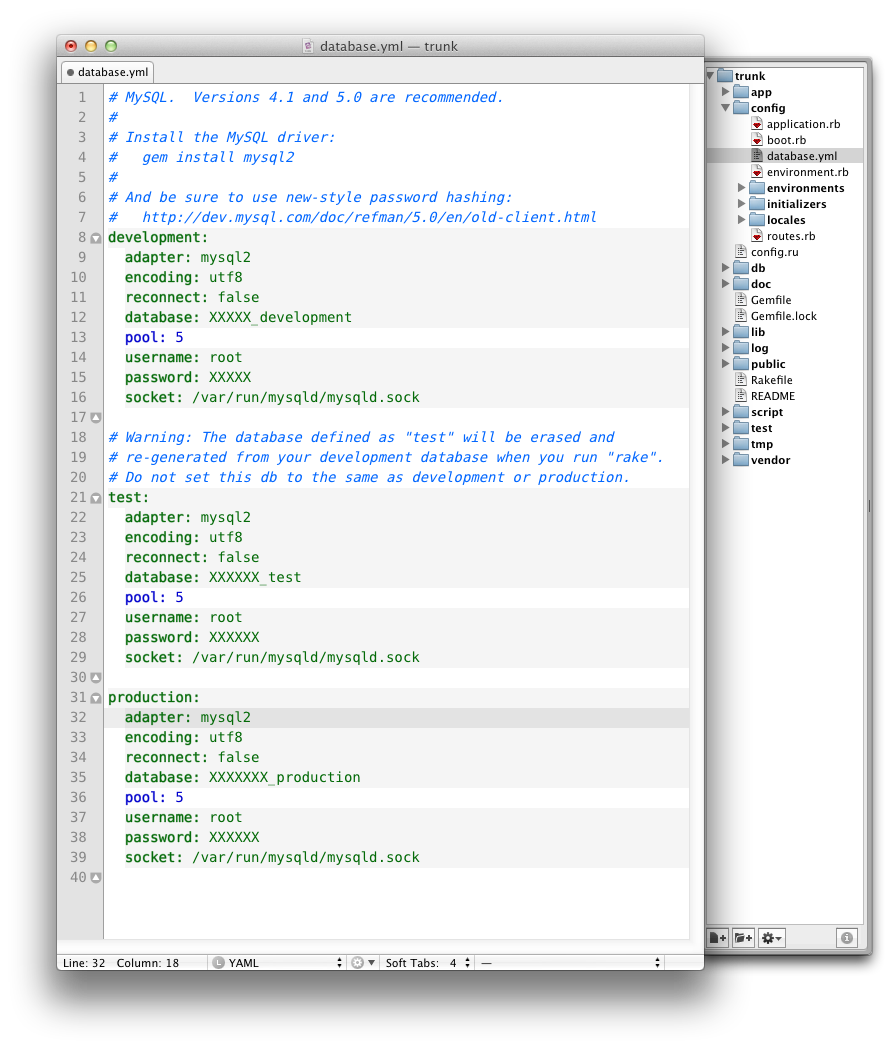 database.yml — trunk
database.yml
1 # MySQL.  Versions 4.1 and 5.0 are recommended.
2 #
3 # Install the MySQL driver:
4 #   gem install mysql2
5 #
6 # And be sure to use new-style password hashing:
7 #   http://dev.mysql.com/doc/refman/5.0/en/old-client.html
8 development:
9   adapter: mysql2
10   encoding: utf8
11   reconnect: false
12   database: XXXXX_development
13   pool: 5
14   username: root
15   password: XXXXX
16   socket: /var/run/mysqld/mysqld.sock
17
18 # Warning: The database defined as "test" will be erased and
19 # re-generated from your development database when you run "rake".
20 # Do not set this db to the same as development or production.
21 test:
22   adapter: mysql2
23   encoding: utf8
24   reconnect: false
25   database: XXXXXX_test
26   pool: 5
27   username: root
28   password: XXXXXX
29   socket: /var/run/mysqld/mysqld.sock
30
31 production:
32   adapter: mysql2
33   encoding: utf8
34   reconnect: false
35   database: XXXXXXX_production
36   pool: 5
37   username: root
38   password: XXXXXX
39   socket: /var/run/mysqld/mysqld.sock
40
Line: 32   Column: 18   L YAML   Soft Tabs:   4   —
trunk
app
config
application.rb
boot.rb
database.yml
environment.rb
environments
initializers
locales
routes.rb
config.ru
db
doc
Gemfile
Gemfile.lock
lib
log
public
Rakefile
README
script
test
tmp
vendor